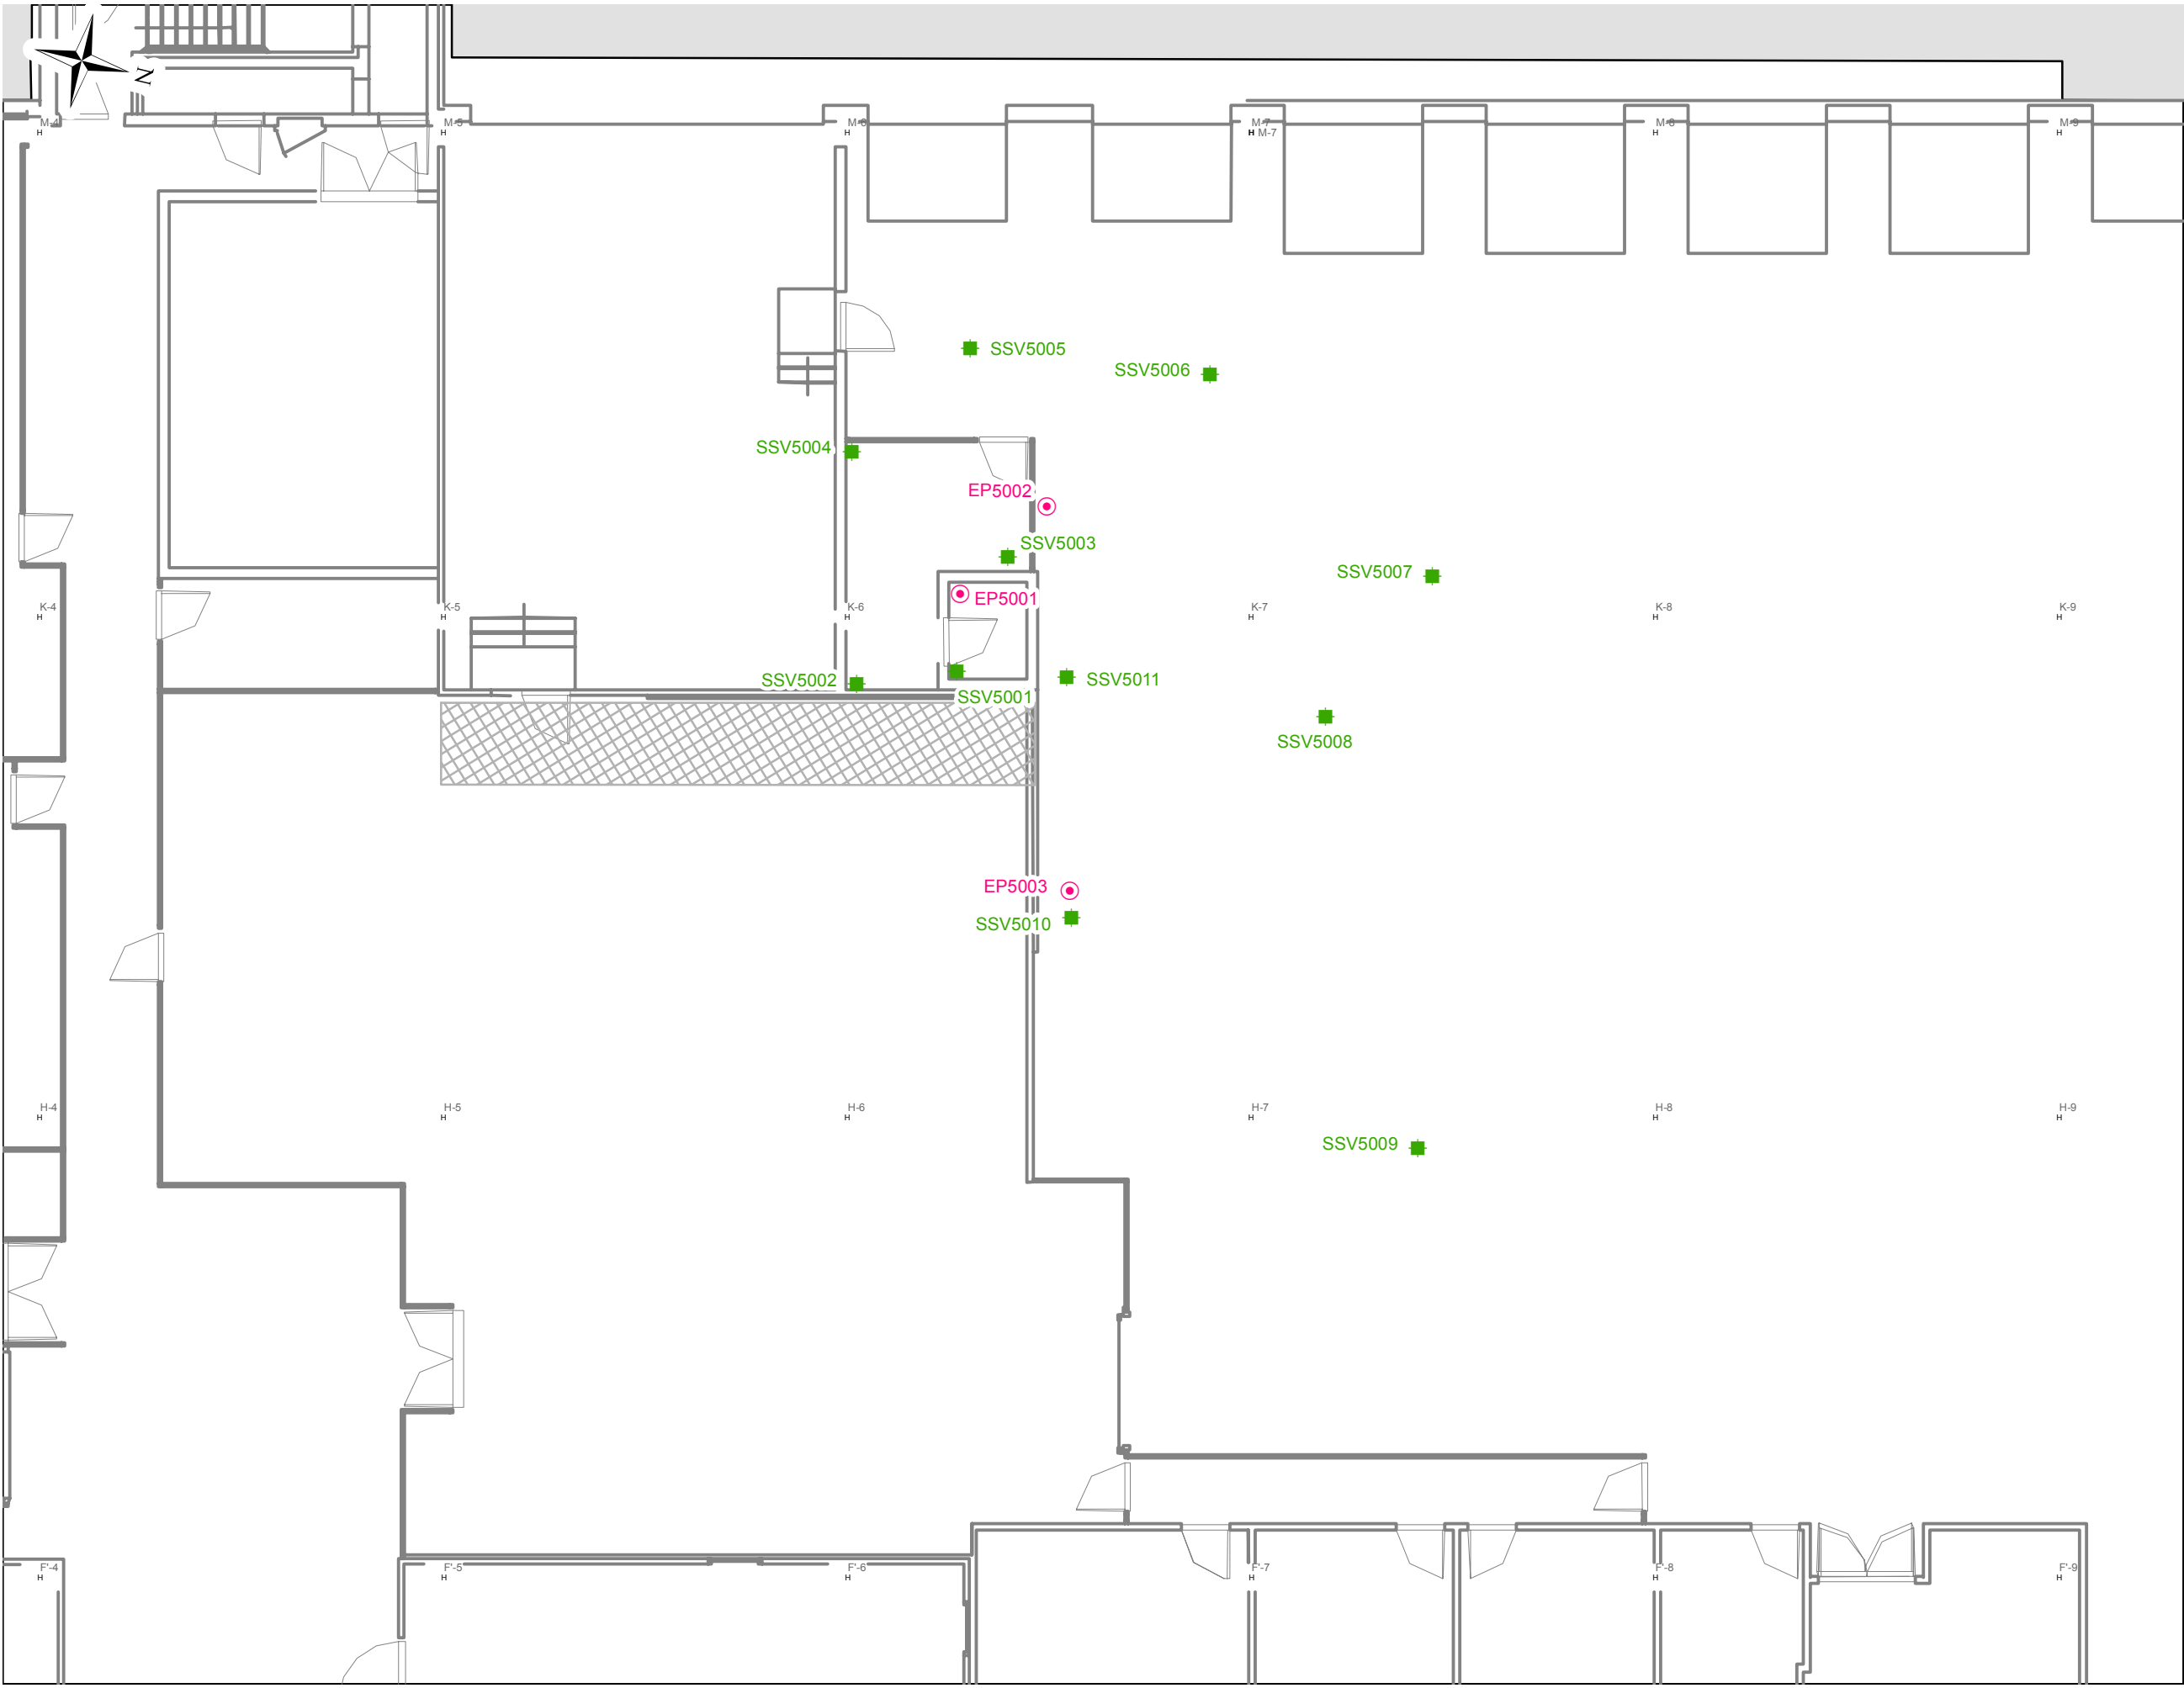 N
M-4
H
M-5
H
M-6
H
M-7
H M-7
M-8
H
M-9
H
SSV5005
SSV5006
SSV5004
EP5002
SSV5003
SSV5007
EP5001
K-4
H
K-5
H
K-6
H
K-7
H
K-8
H
K-9
H
SSV5002
SSV5001
SSV5011
SSV5008
EP5003
SSV5010
H-4
H
H-5
H
H-6
H
H-7
H
H-8
H
H-9
H
SSV5009
F'-4
H
F'-5
H
F'-6
H
F'-7
H
F'-8
H
F'-9
H